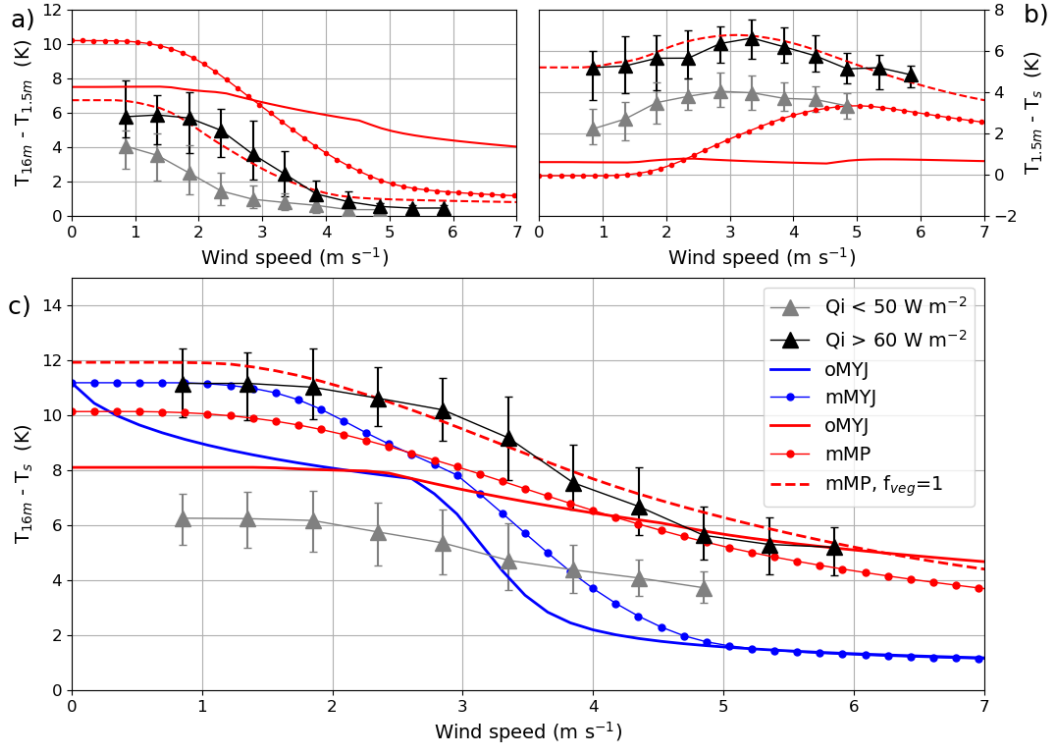 a)
12
10
8
6
4
2
0
T16m - T1.5m (K)
0 1 2 3 4 5 6 7
Wind speed (m s⁻¹)
b)
8
6
4
2
0
−2
T1.5m - Ts (K)
0 1 2 3 4 5 6 7
Wind speed (m s⁻¹)
c)
14
12
10
8
6
4
2
0
T16m - Ts (K)
Qi < 50 W m⁻²
Qi > 60 W m⁻²
oMYJ
mMYJ
oMYJ
mMP
mMP, fveg=1
0 1 2 3 4 5 6 7
Wind speed (m s⁻¹)